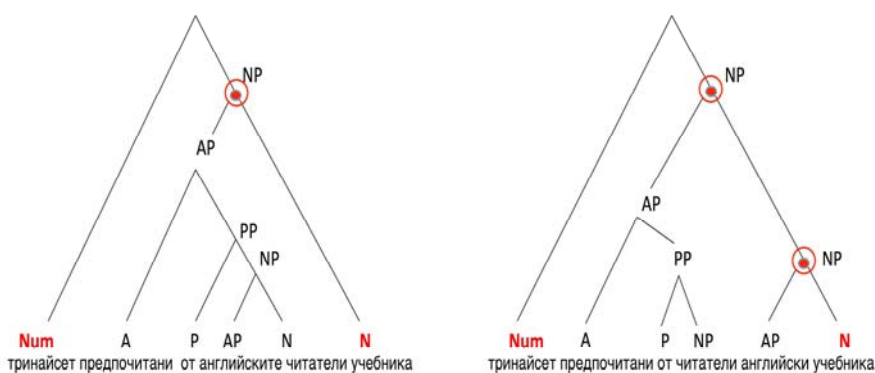 NP
AP
PP
NP
Num A P AP N N
тринайсет предпочитани от английските читатели учебника
NP
AP
PP
NP
Num A P NP AP N
тринайсет предпочитани от читатели английски учебника